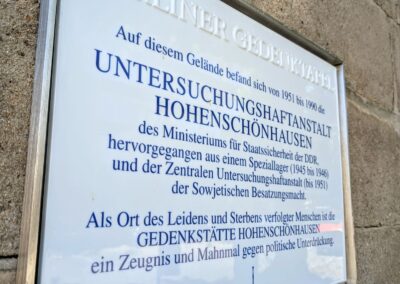 BERLINER GEDENKTAFEL
Auf diesem Gelände befand sich von 1951 bis 1990 die
UNTERSUCHUNGSHAFTANSTALT
HOHENSCHÖNHAUSEN
des Ministeriums für Staatssicherheit der DDR,
hervorgegangen aus einem Speziallager (1945 bis 1946)
und der Zentralen Untersuchungshaftanstalt (bis 1951)
der Sowjetischen Besatzungsmacht.
Als Ort des Leidens und Sterbens verfolgter Menschen ist die
GEDENKSTÄTTE HOHENSCHÖNHAUSEN
ein Zeugnis und Mahnmal gegen politische Unterdrückung.